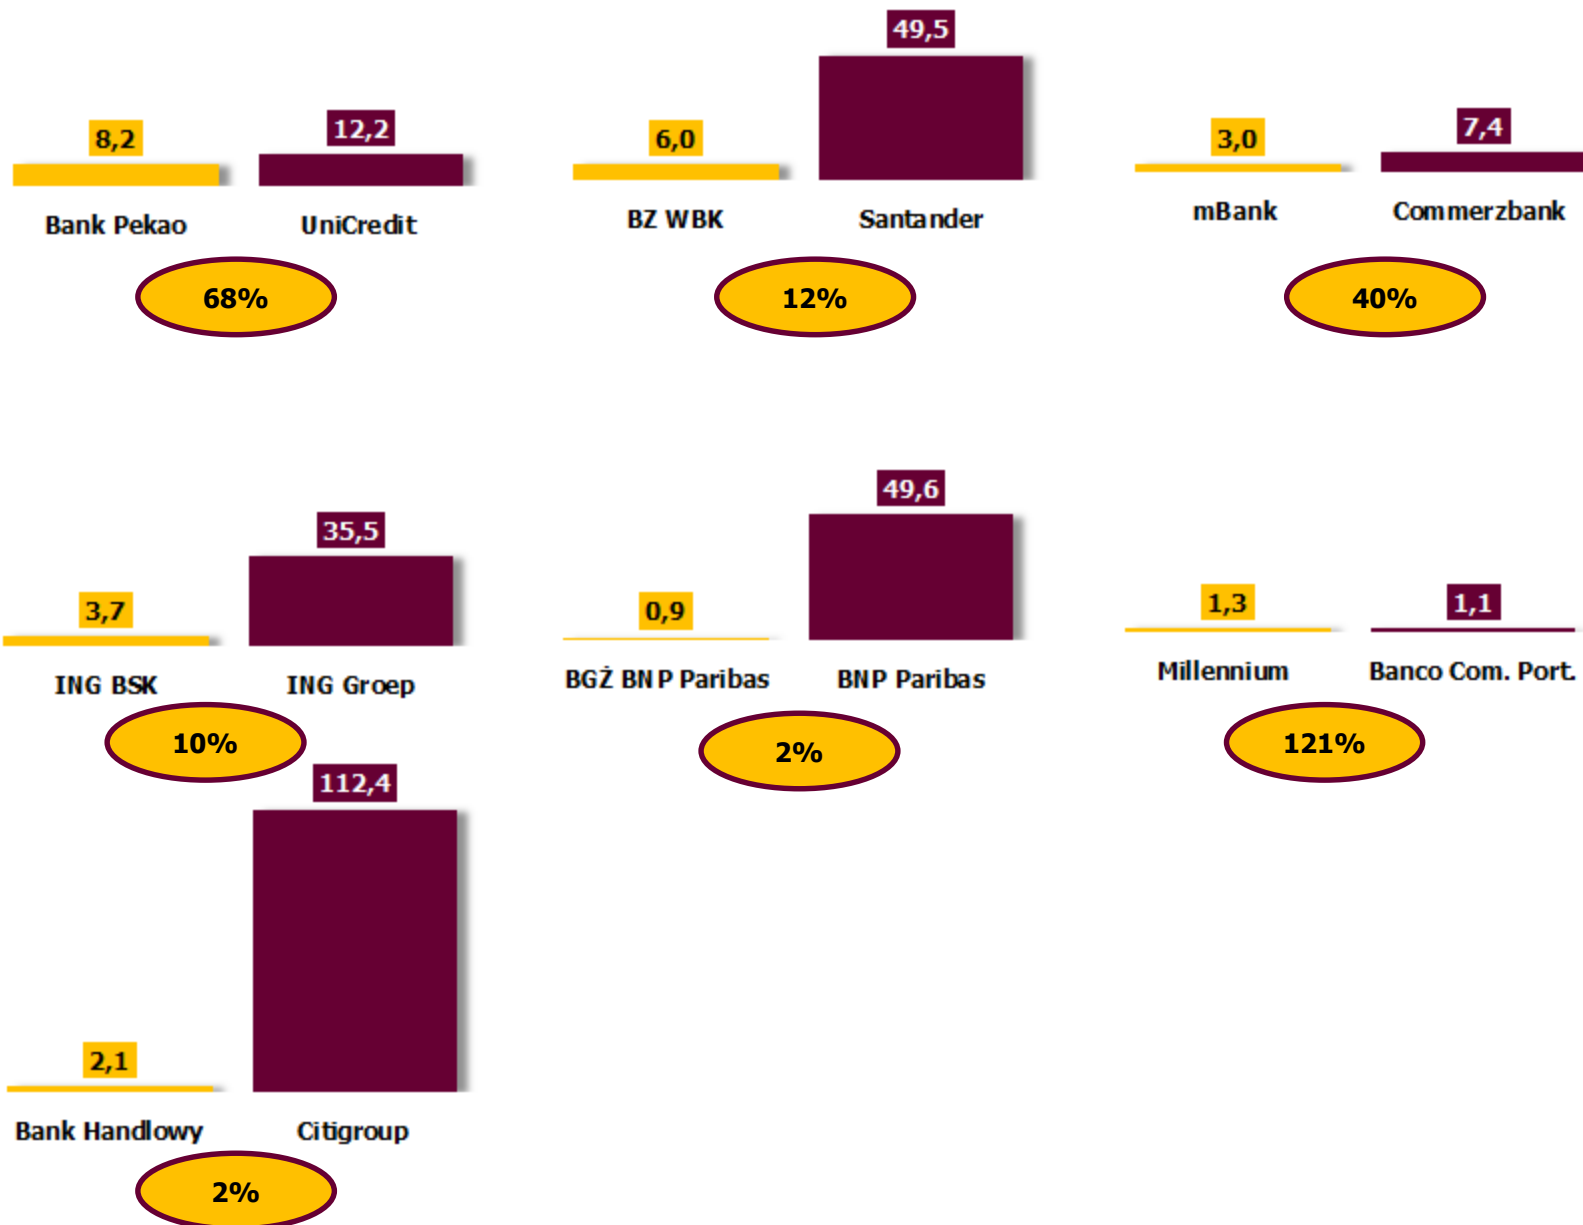 49,5
8,2 12,2 6,0 3,0 7,4
Bank Pekao UniCredit BZ WBK Santander mBank Commerzbank
68% 12% 40%
35,5 49,6
3,7 0,9 1,3 1,1
ING BSK ING Groep BGŻ BNP Paribas BNP Paribas Millennium Banco Com. Port.
10% 2% 121%
112,4
2,1
Bank Handlowy Citigroup
2%